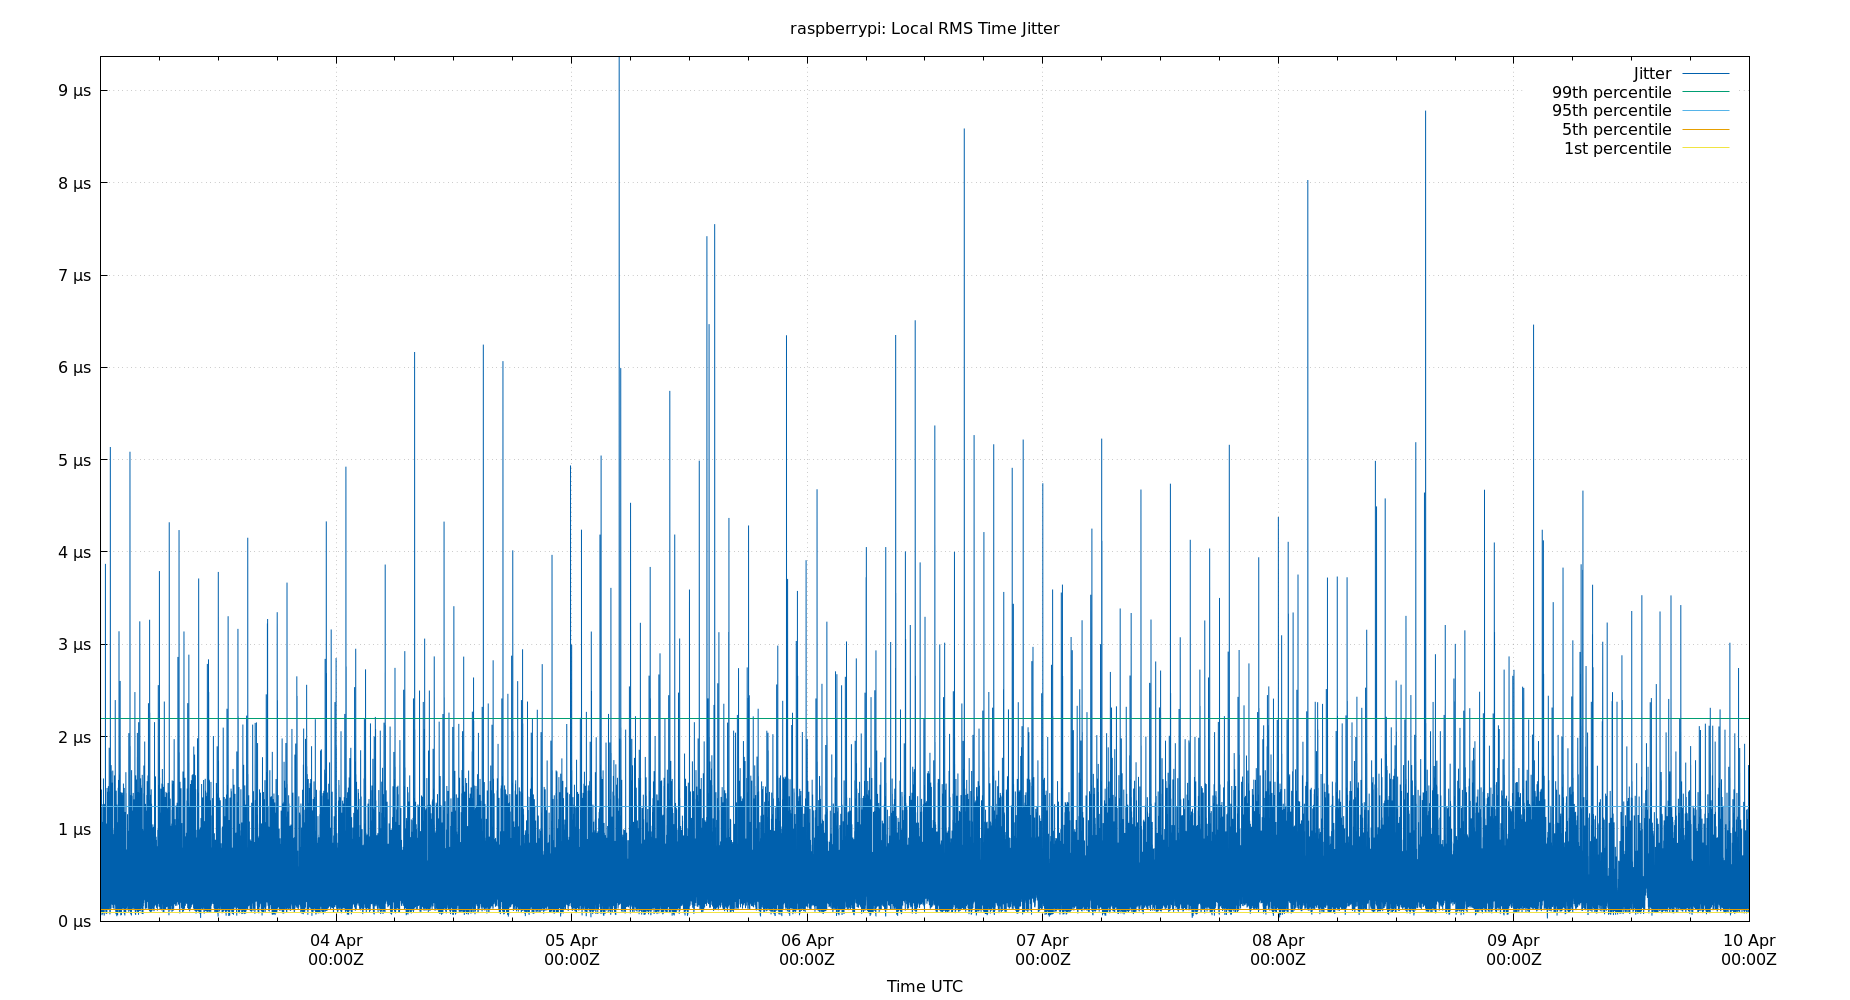 raspberrypi: Local RMS Time Jitter
Jitter
99th percentile
95th percentile
5th percentile
1st percentile
9 µs
8 µs
7 µs
6 µs
5 µs
4 µs
3 µs
2 µs
1 µs
0 µs
04 Apr 05 Apr 06 Apr 07 Apr 08 Apr 09 Apr 10 Apr
00:00Z 00:00Z 00:00Z 00:00Z 00:00Z 00:00Z 00:00Z
Time UTC